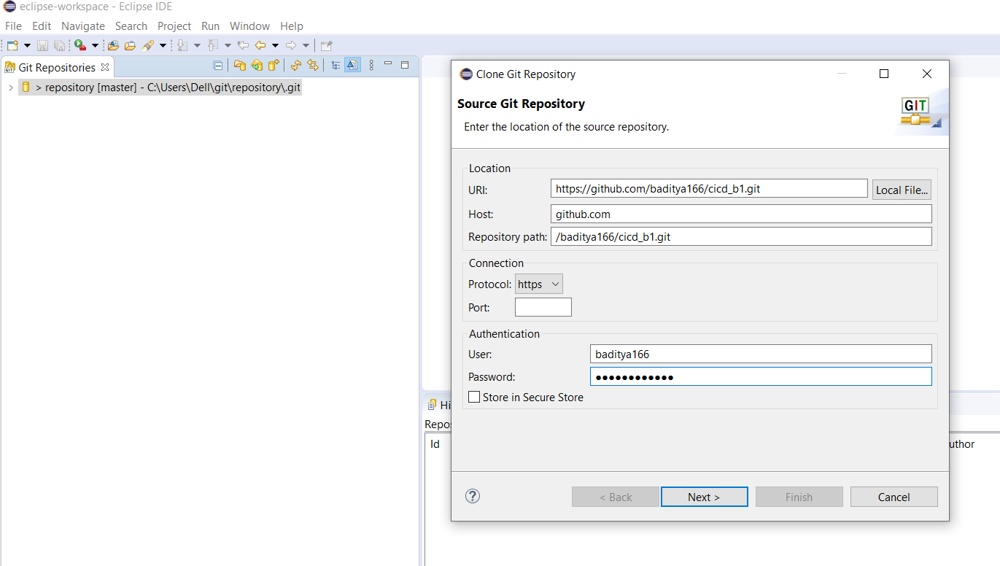 eclipse-workspace - Eclipse IDE
File Edit Navigate Search Project Run Window Help
Git Repositories
> repository [master] - C:\Users\Dell\git\repository\.git
Clone Git Repository
Source Git Repository
Enter the location of the source repository.
GIT
Location
URI: https://github.com/baditya166/cicd_b1.git Local File...
Host: github.com
Repository path: /baditya166/cicd_b1.git
Connection
Protocol: https
Port:
Authentication
User: baditya166
Password: ●●●●●●●●●●●●
Store in Secure Store
Hi
Repos
Id uthor
? < Back Next > Finish Cancel